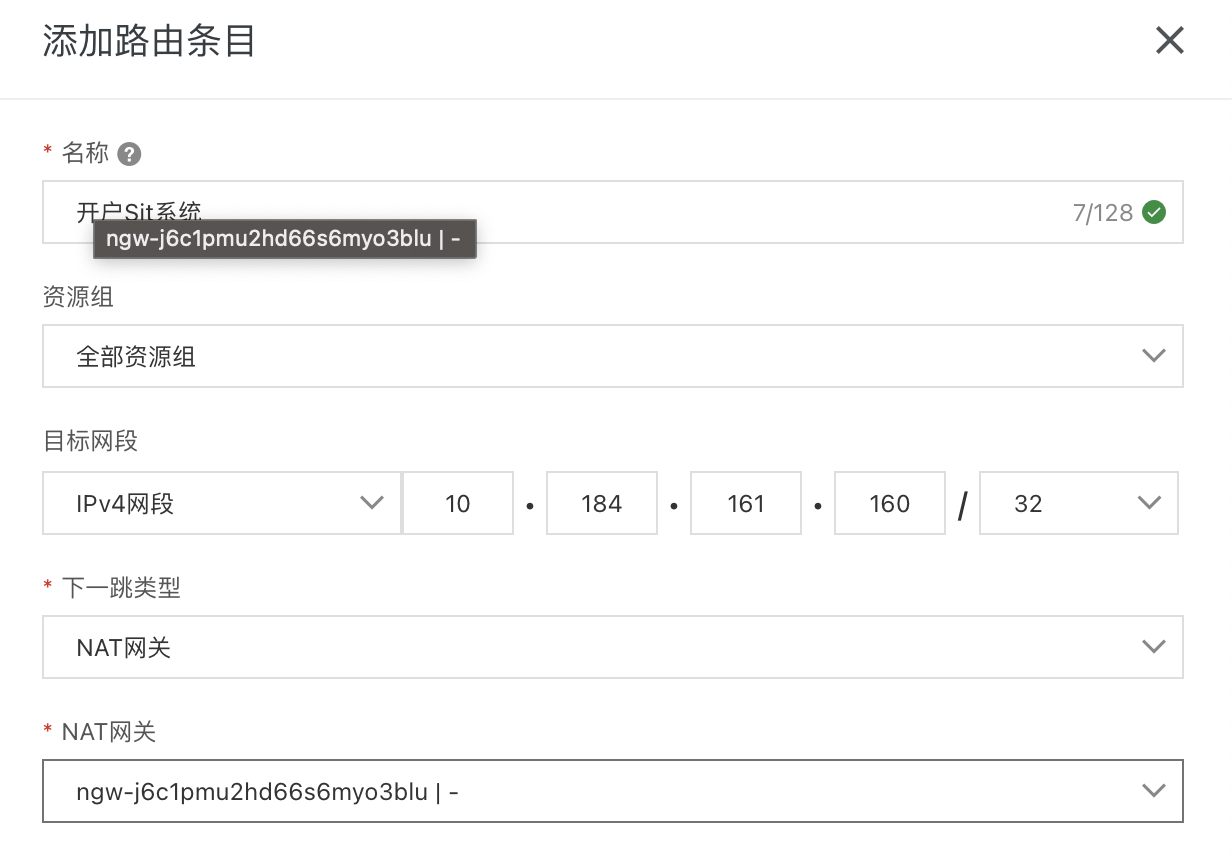 添加路由条目
* 名称 ?
开户Sit系统 7/128
ngw-j6c1pmu2hd66s6myo3blu | -
资源组
全部资源组
目标网段
IPv4网段 10 . 184 . 161 . 160 / 32
* 下一跳类型
NAT网关
* NAT网关
ngw-j6c1pmu2hd66s6myo3blu | -